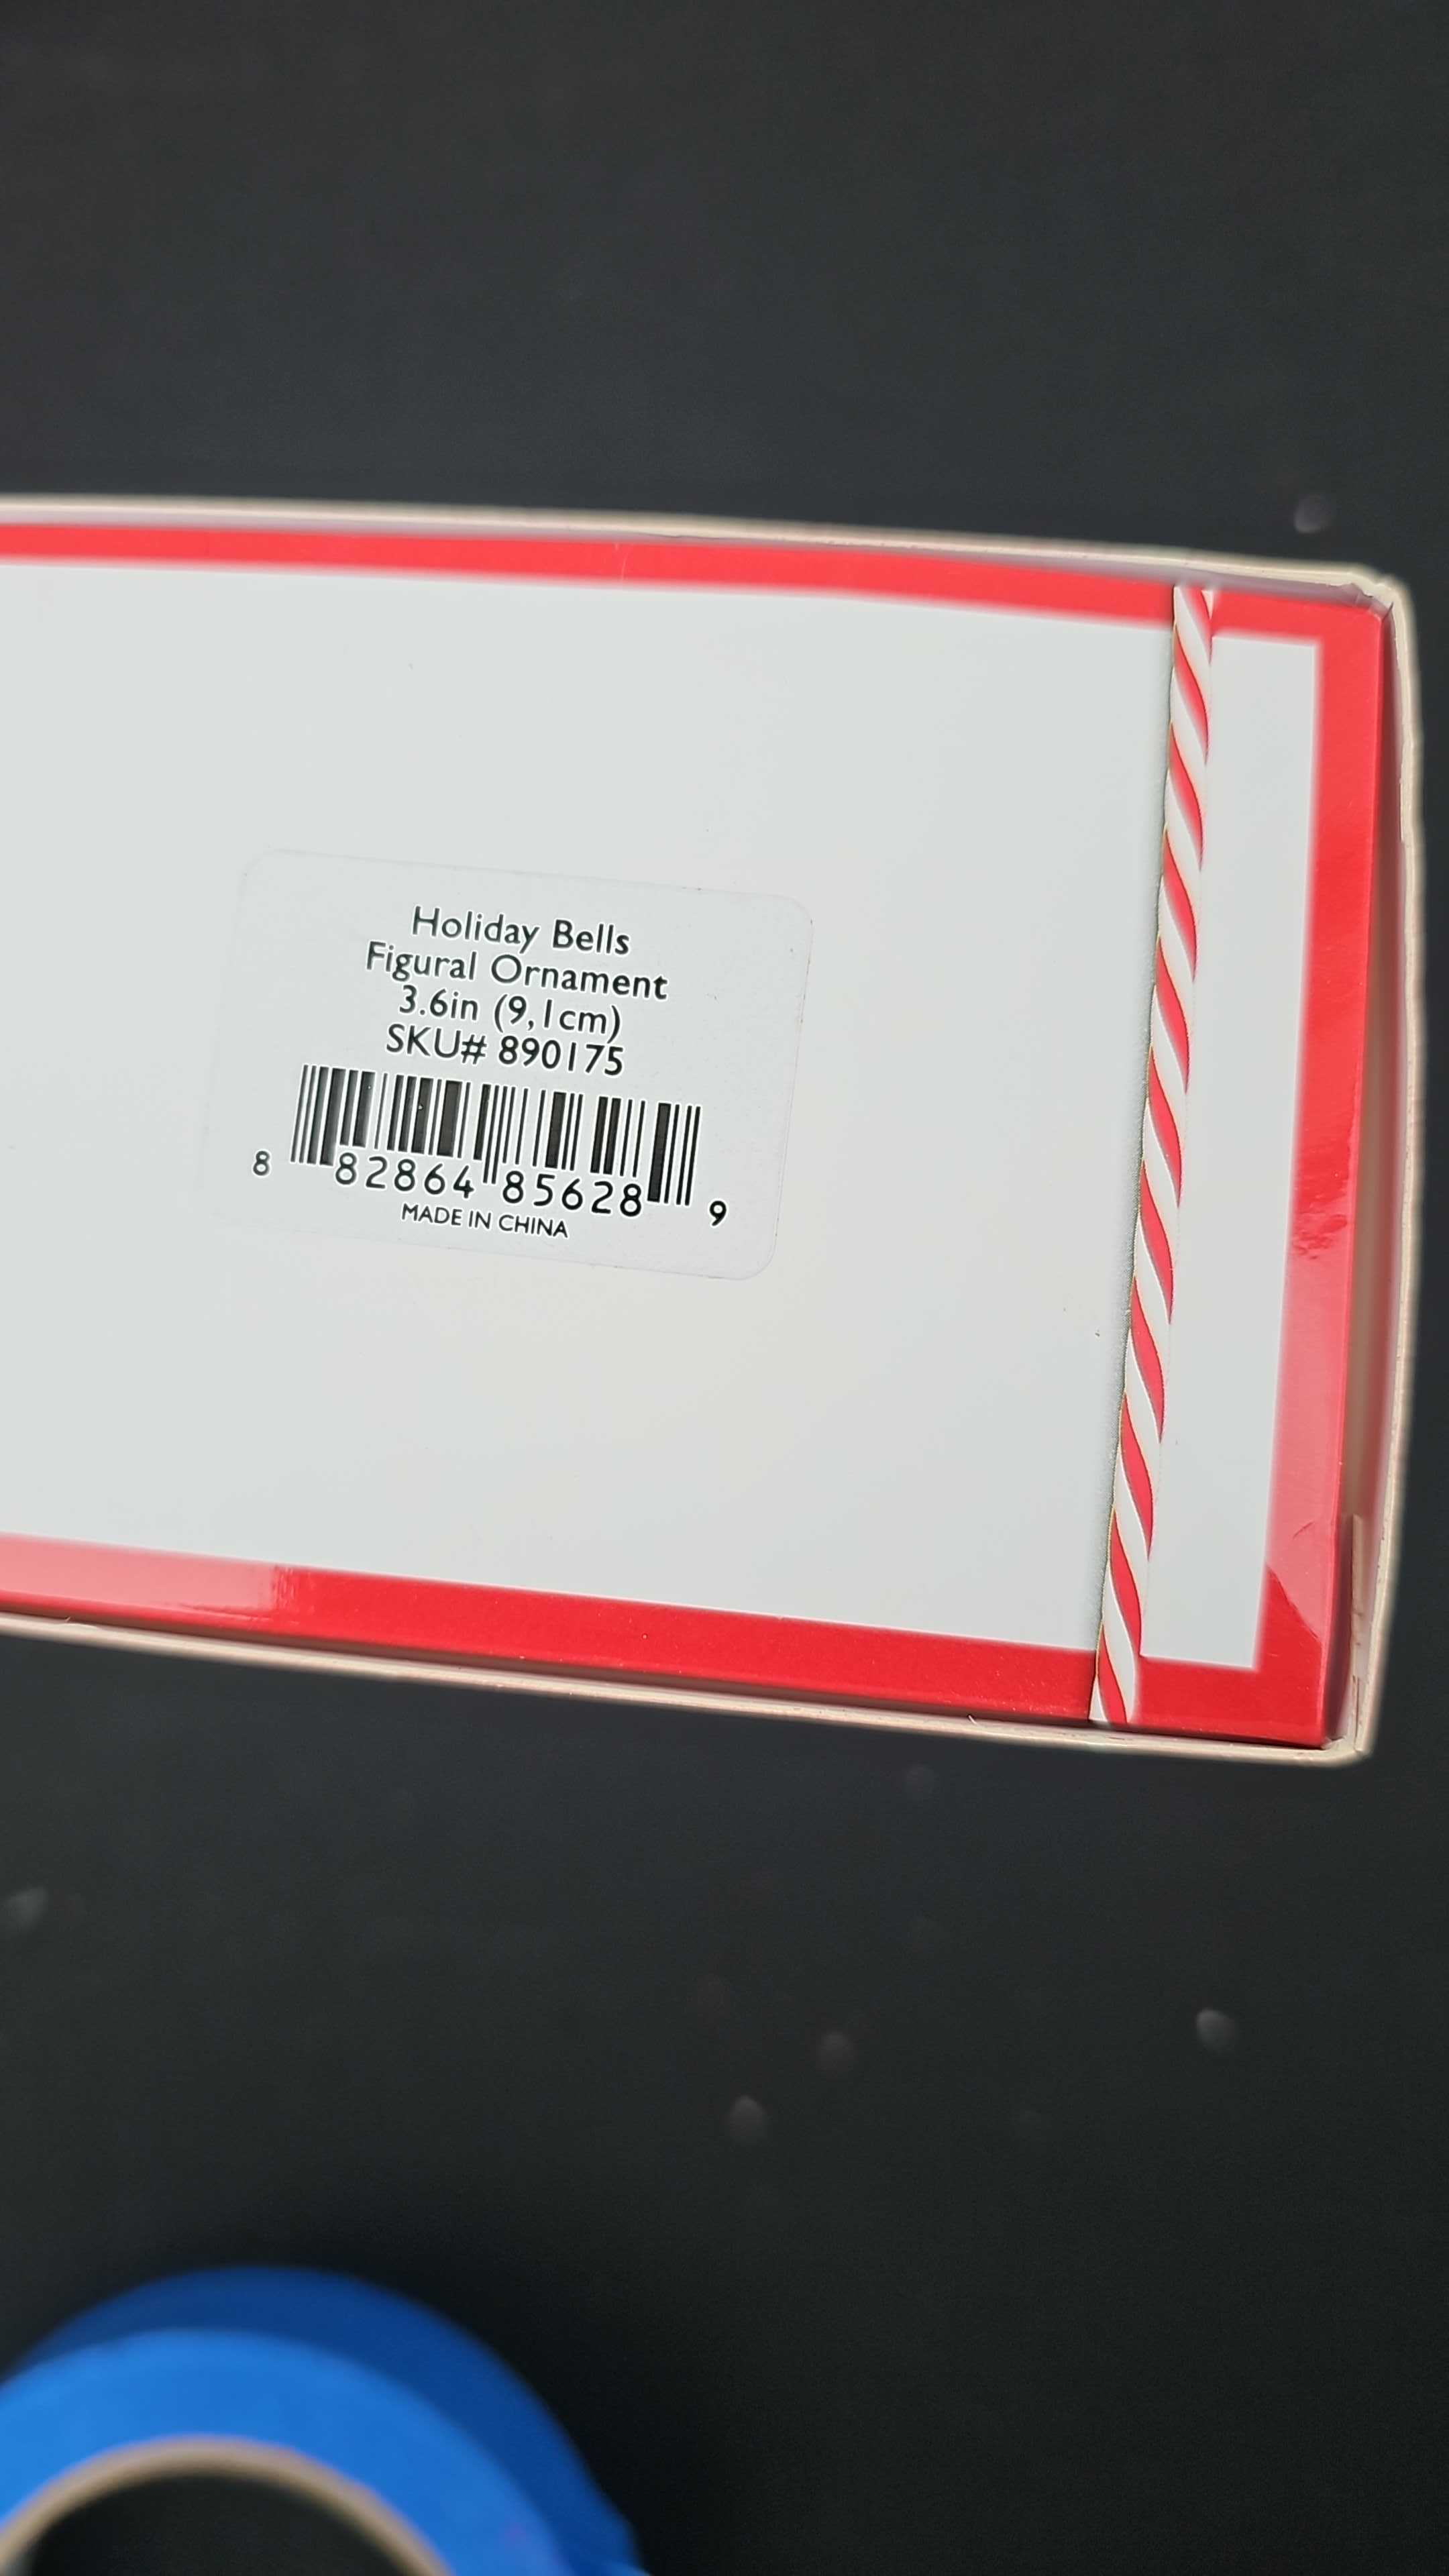 Holiday Bells
Figural Ornament
3.6in (9,1cm)
SKU# 890175
8 82864 85628 9
MADE IN CHINA